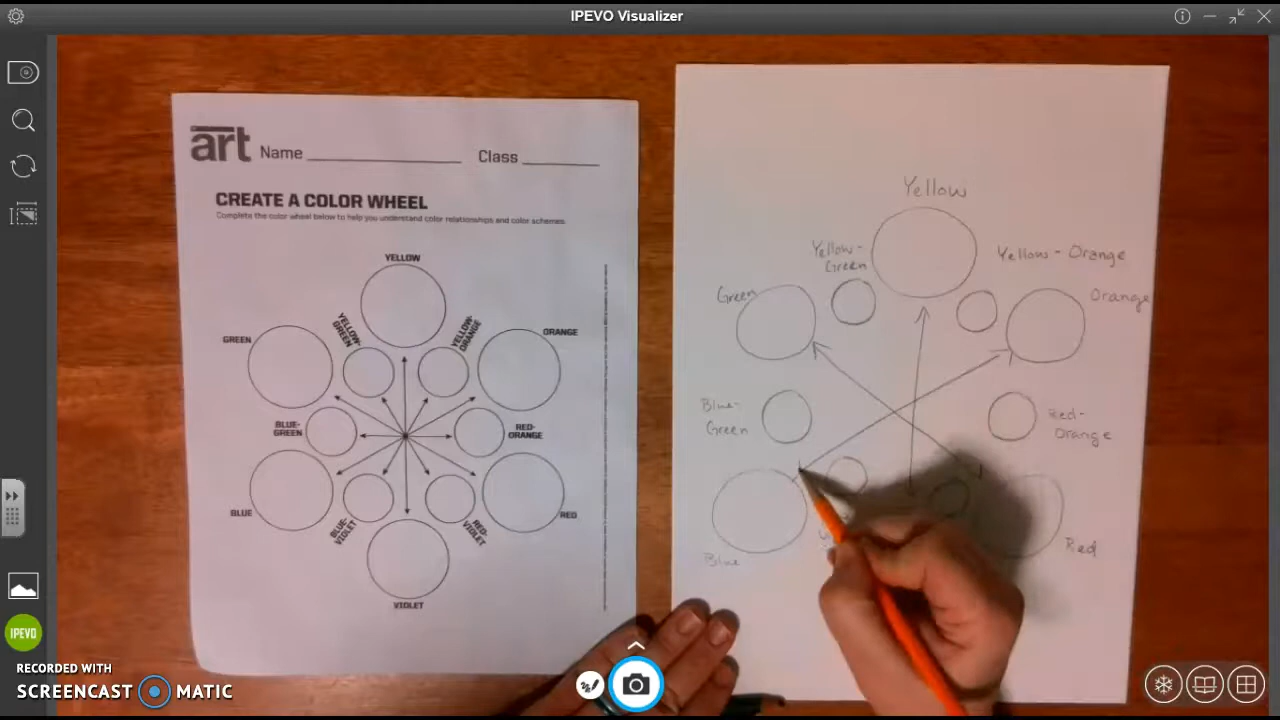 IPEVO Visualizer
art Name ____________ Class ________
CREATE A COLOR WHEEL
Complete the color wheel below to help you understand color relationships and color schemes.
YELLOW
YELLOW-
GREEN
YELLOW-
ORANGE
GREEN
ORANGE
BLUE-
GREEN
RED-
ORANGE
BLUE
RED
BLUE-
VIOLET
RED-
VIOLET
VIOLET
Yellow
Yellow-
Green
Yellow - Orange
Green
Orange
Blue-
Green
Red-
Orange
Blue
Red
IPEVO
RECORDED WITH
SCREENCAST MATIC